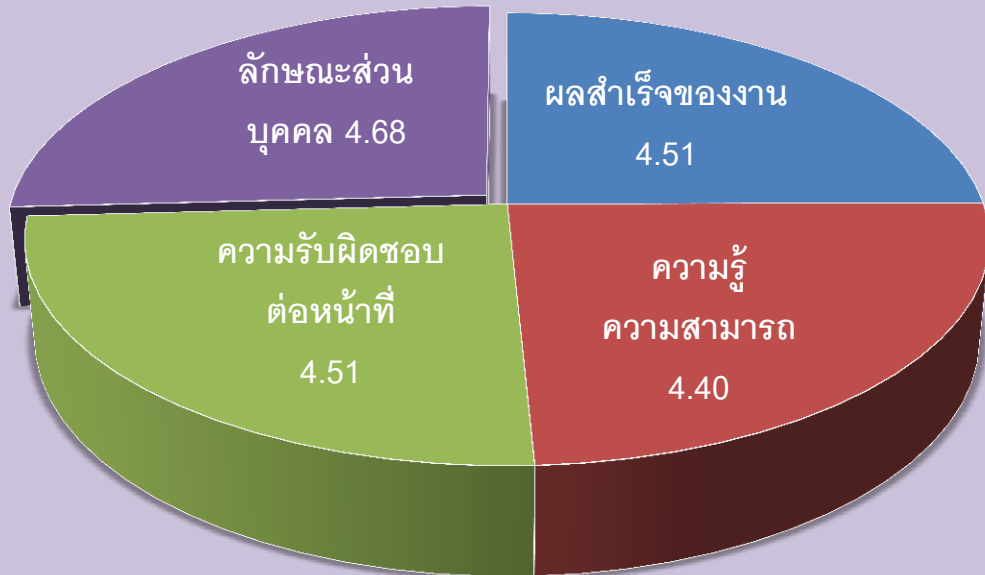 ลักษณะส่วน
บุคคล 4.68
ผลสำเร็จของงาน
4.51
ความรับผิดชอบ
ต่อหน้าที่
4.51
ความรู้
ความสามารถ
4.40